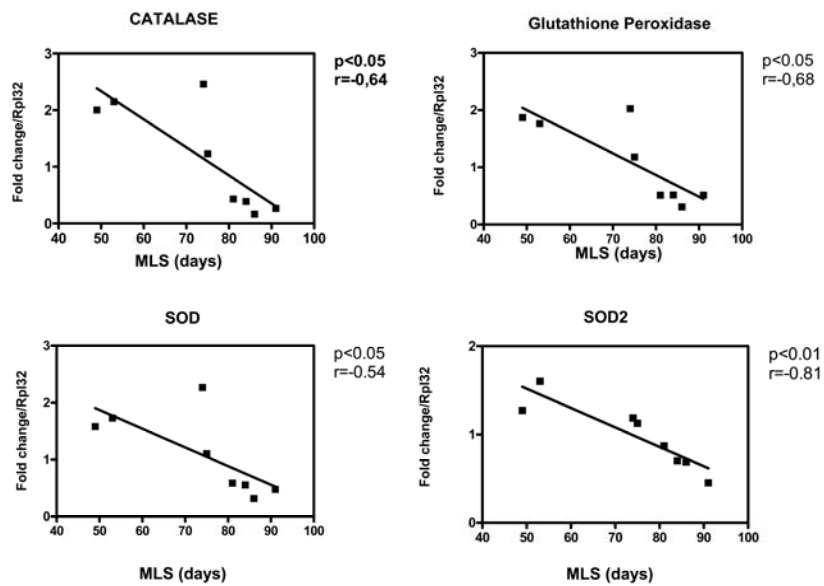 CATALASE
p<0.05
r=-0,64
3
2
1
0
Fold change/Rpl32
40 50 60 70 80 90 100
MLS (days)
Glutathione Peroxidase
p<0.05
r=-0,68
3
2
1
0
Fold change/Rpl32
40 50 60 70 80 90 100
MLS (days)
SOD
p<0.05
r=-0.54
3
2
1
0
Fold change/Rpl32
40 50 60 70 80 90 100
MLS (days)
SOD2
p<0.01
r=-0.81
2
1
0
Fold change/Rpl32
40 50 60 70 80 90 100
MLS (days)